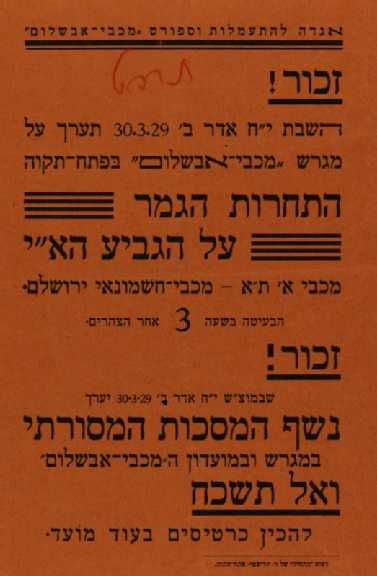 אגדה להתעמלות וספורט „מכבי־אבשלום"
תרפ"ט
זכור!
השבת י"ח אדר ב' 30.3.29 תערך על
מגרש „מכבי־אבשלום" בפתח־תקוה
התחרות הגמר
על הגביע הא"י
מכבי א' ת"א – מכבי־חשמונאי ירושלם.
הבעיטה בשעה 3 אחר הצהרים.
זכור!
שבמוצ"ש י"ח אדר ב' 30.3.29 יערך
נשף המסכות המסורתי
במגרש ובמועדון ה„מכבי־אבשלום"
ואל תשכח
להכין כרטיסים בעוד מועד.